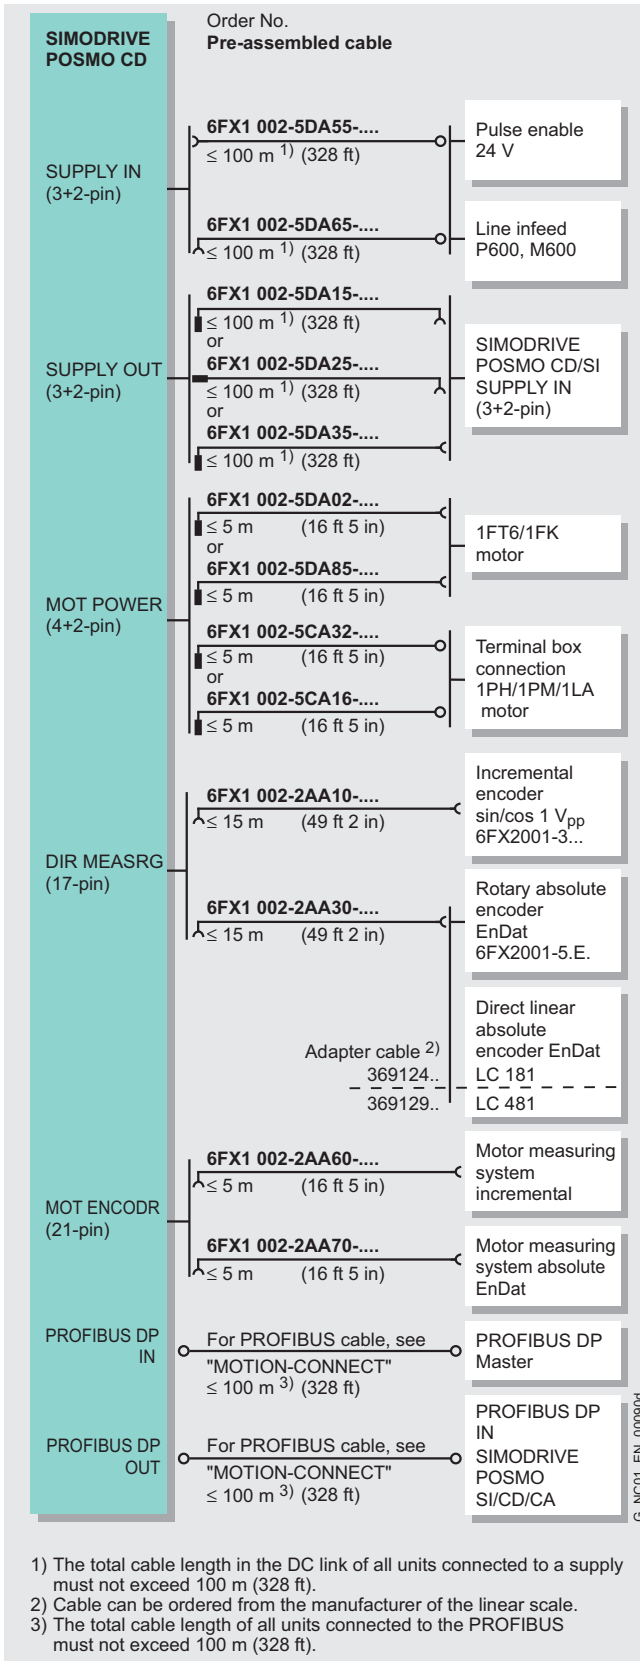 SIMODRIVE
POSMO CD
Order No.
Pre-assembled cable
SUPPLY IN
(3+2-pin)
6FX1 002-5DA55-....
≤ 100 m 1) (328 ft)
Pulse enable
24 V
6FX1 002-5DA65-....
≤ 100 m 1) (328 ft)
Line infeed
P600, M600
SUPPLY OUT
(3+2-pin)
6FX1 002-5DA15-....
≤ 100 m 1) (328 ft)
or
6FX1 002-5DA25-....
≤ 100 m 1) (328 ft)
or
6FX1 002-5DA35-....
≤ 100 m 1) (328 ft)
SIMODRIVE
POSMO CD/SI
SUPPLY IN
(3+2-pin)
MOT POWER
(4+2-pin)
6FX1 002-5DA02-....
≤ 5 m (16 ft 5 in)
or
6FX1 002-5DA85-....
≤ 5 m (16 ft 5 in)
1FT6/1FK
motor
6FX1 002-5CA32-....
≤ 5 m (16 ft 5 in)
or
6FX1 002-5CA16-....
≤ 5 m (16 ft 5 in)
Terminal box
connection
1PH/1PM/1LA
motor
DIR MEASRG
(17-pin)
6FX1 002-2AA10-....
≤ 15 m (49 ft 2 in)
Incremental
encoder
sin/cos 1 Vpp
6FX2001-3...
6FX1 002-2AA30-....
≤ 15 m (49 ft 2 in)
Rotary absolute
encoder
EnDat
6FX2001-5.E.
Adapter cable 2)
369124..
369129..
Direct linear
absolute
encoder EnDat
LC 181
LC 481
MOT ENCODR
(21-pin)
6FX1 002-2AA60-....
≤ 5 m (16 ft 5 in)
Motor measuring
system
incremental
6FX1 002-2AA70-....
≤ 5 m (16 ft 5 in)
Motor measuring
system absolute
EnDat
PROFIBUS DP
IN
For PROFIBUS cable, see
"MOTION-CONNECT"
≤ 100 m 3) (328 ft)
PROFIBUS DP
Master
PROFIBUS DP
OUT
For PROFIBUS cable, see
"MOTION-CONNECT"
≤ 100 m 3) (328 ft)
PROFIBUS DP
IN
SIMODRIVE
POSMO
SI/CD/CA
G_NC01_EN_00090d
1) The total cable length in the DC link of all units connected to a supply
must not exceed 100 m (328 ft).
2) Cable can be ordered from the manufacturer of the linear scale.
3) The total cable length of all units connected to the PROFIBUS
must not exceed 100 m (328 ft).